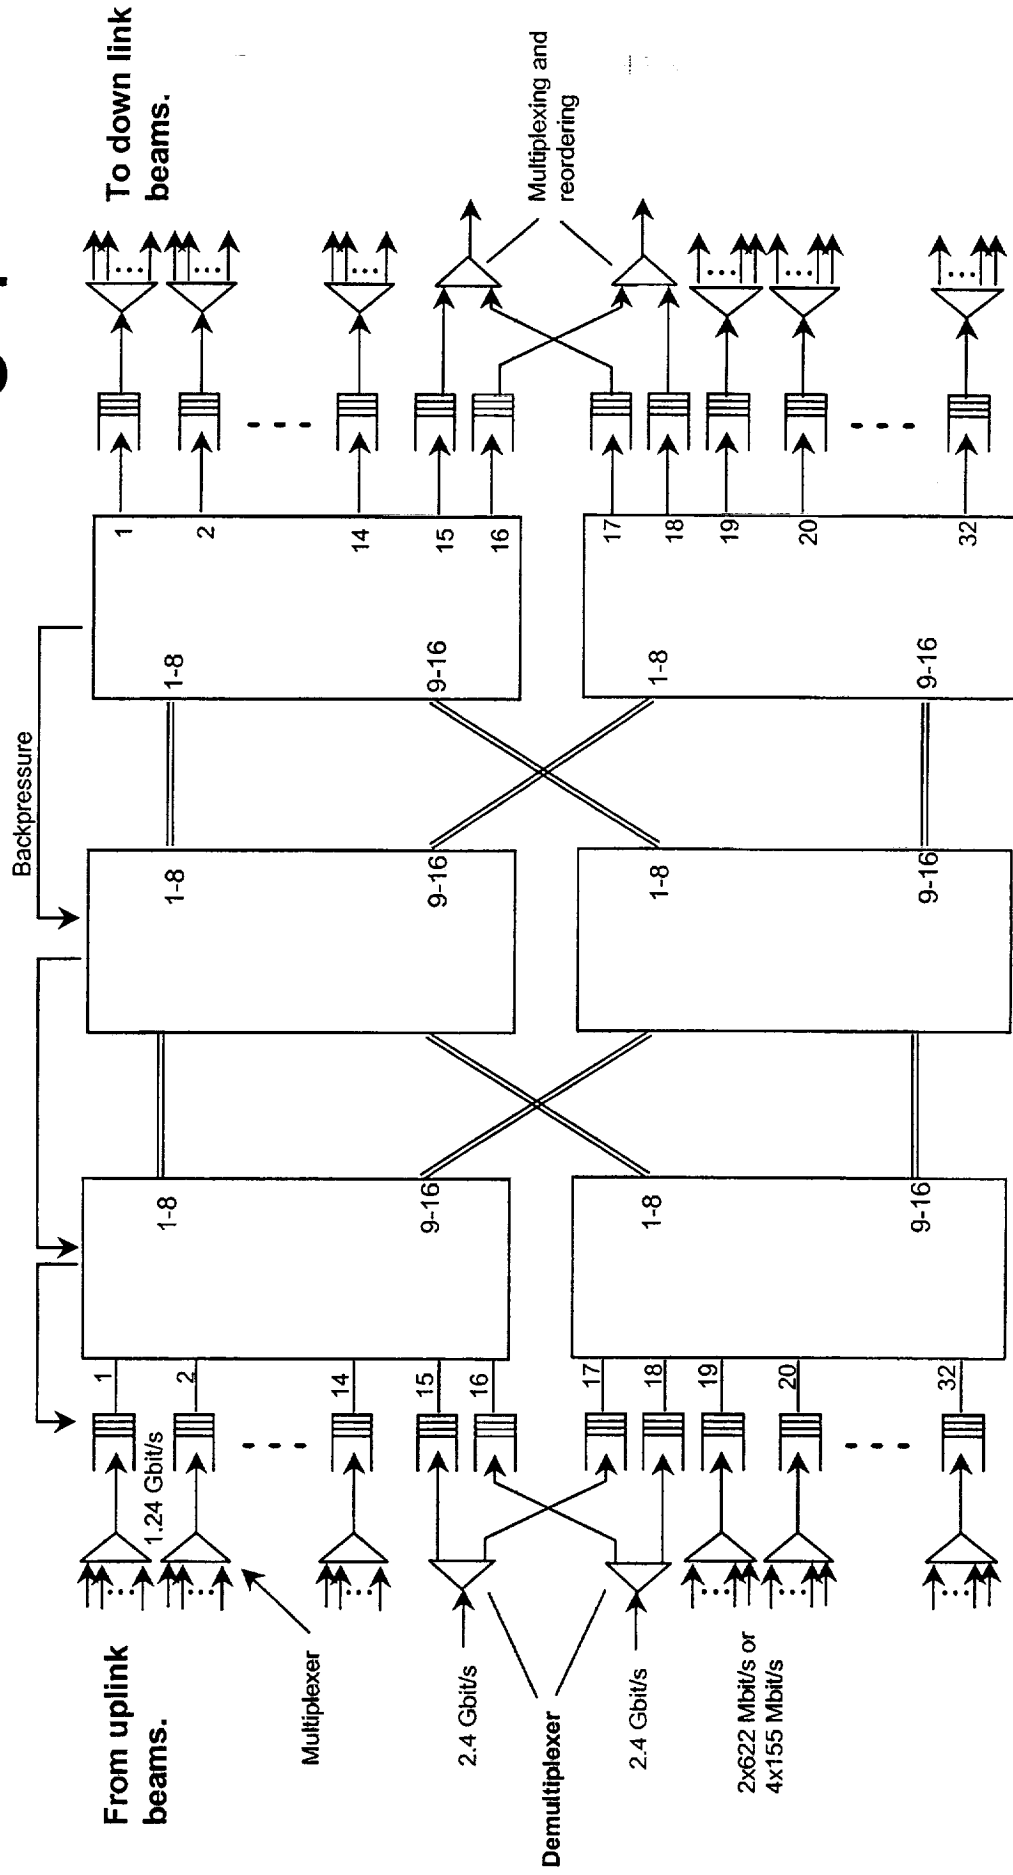 Backpressure
From uplink
beams.
To down link
beams.
Multiplexer
1.24 Gbit/s
1
2
14
15
16
17
18
19
20
32
2.4 Gbit/s
Demultiplexer
2.4 Gbit/s
2x622 Mbit/s or
4x155 Mbit/s
1-8
9-16
1-8
9-16
1-8
9-16
1-8
9-16
1-8
9-16
1-8
9-16
1
2
14
15
16
17
18
19
20
32
Multiplexing and
reordering